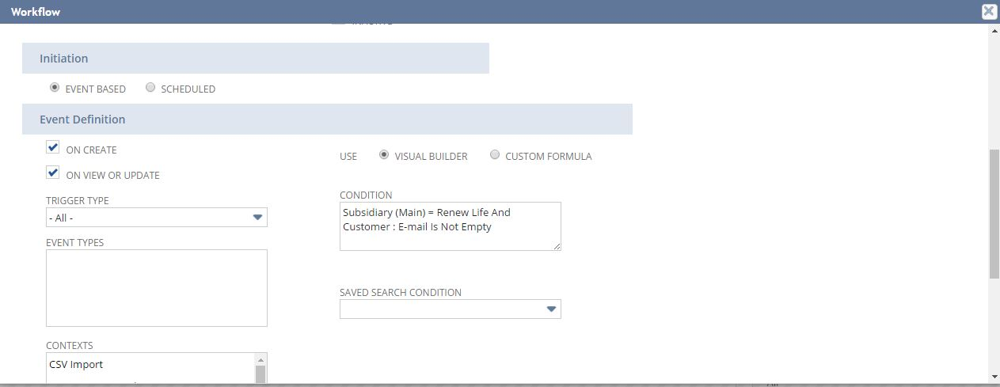 Workflow
Initiation
EVENT BASED
SCHEDULED
Event Definition
ON CREATE
ON VIEW OR UPDATE
USE
VISUAL BUILDER
CUSTOM FORMULA
TRIGGER TYPE
- All -
EVENT TYPES
CONDITION
Subsidiary (Main) = Renew Life And
Customer : E-mail Is Not Empty
SAVED SEARCH CONDITION
CONTEXTS
CSV Import